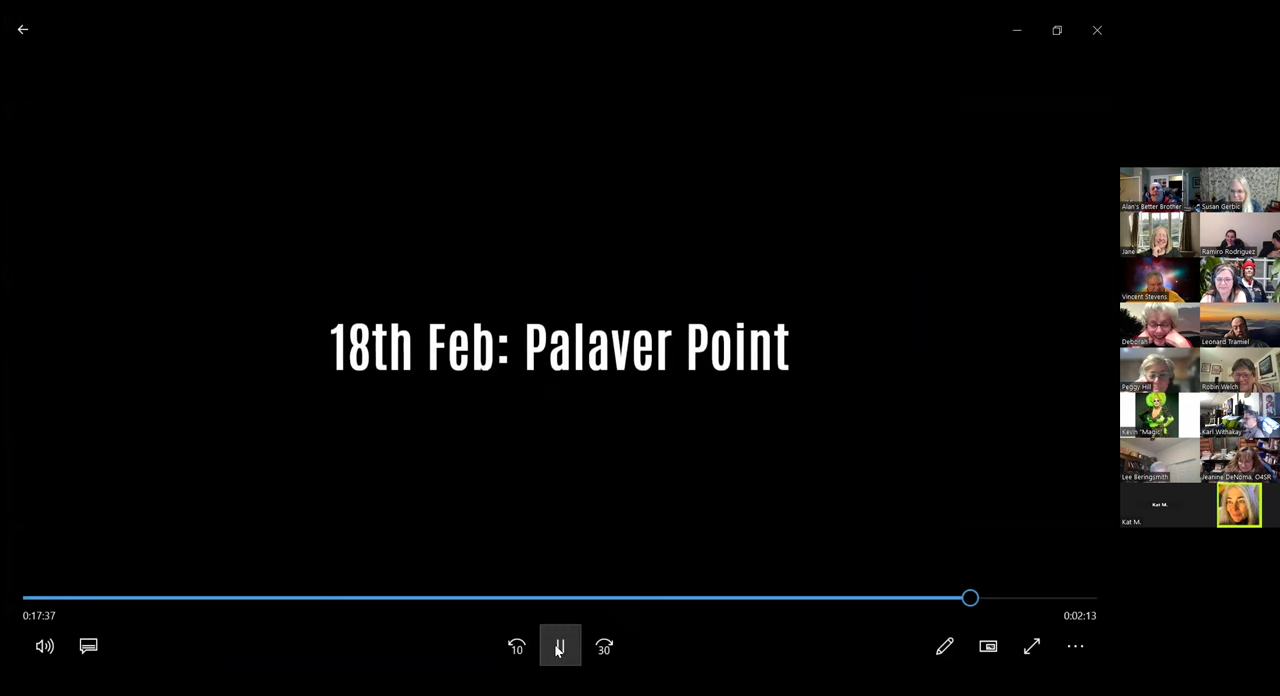 18th Feb: Palaver Point
Alan's Better Brother
Susan Gerbic
Jane
Ramiro Rodriguez
Vincent Stevens
Deborah
Leonard Tramiel
Peggy Hill
Robin Welch
Kevin "Magic"
Karl Withakay
Lee Beringsmith
Jeanine DeNoma, O4SR
Kat M.
Kat M.
0:17:37
0:02:13
10
30